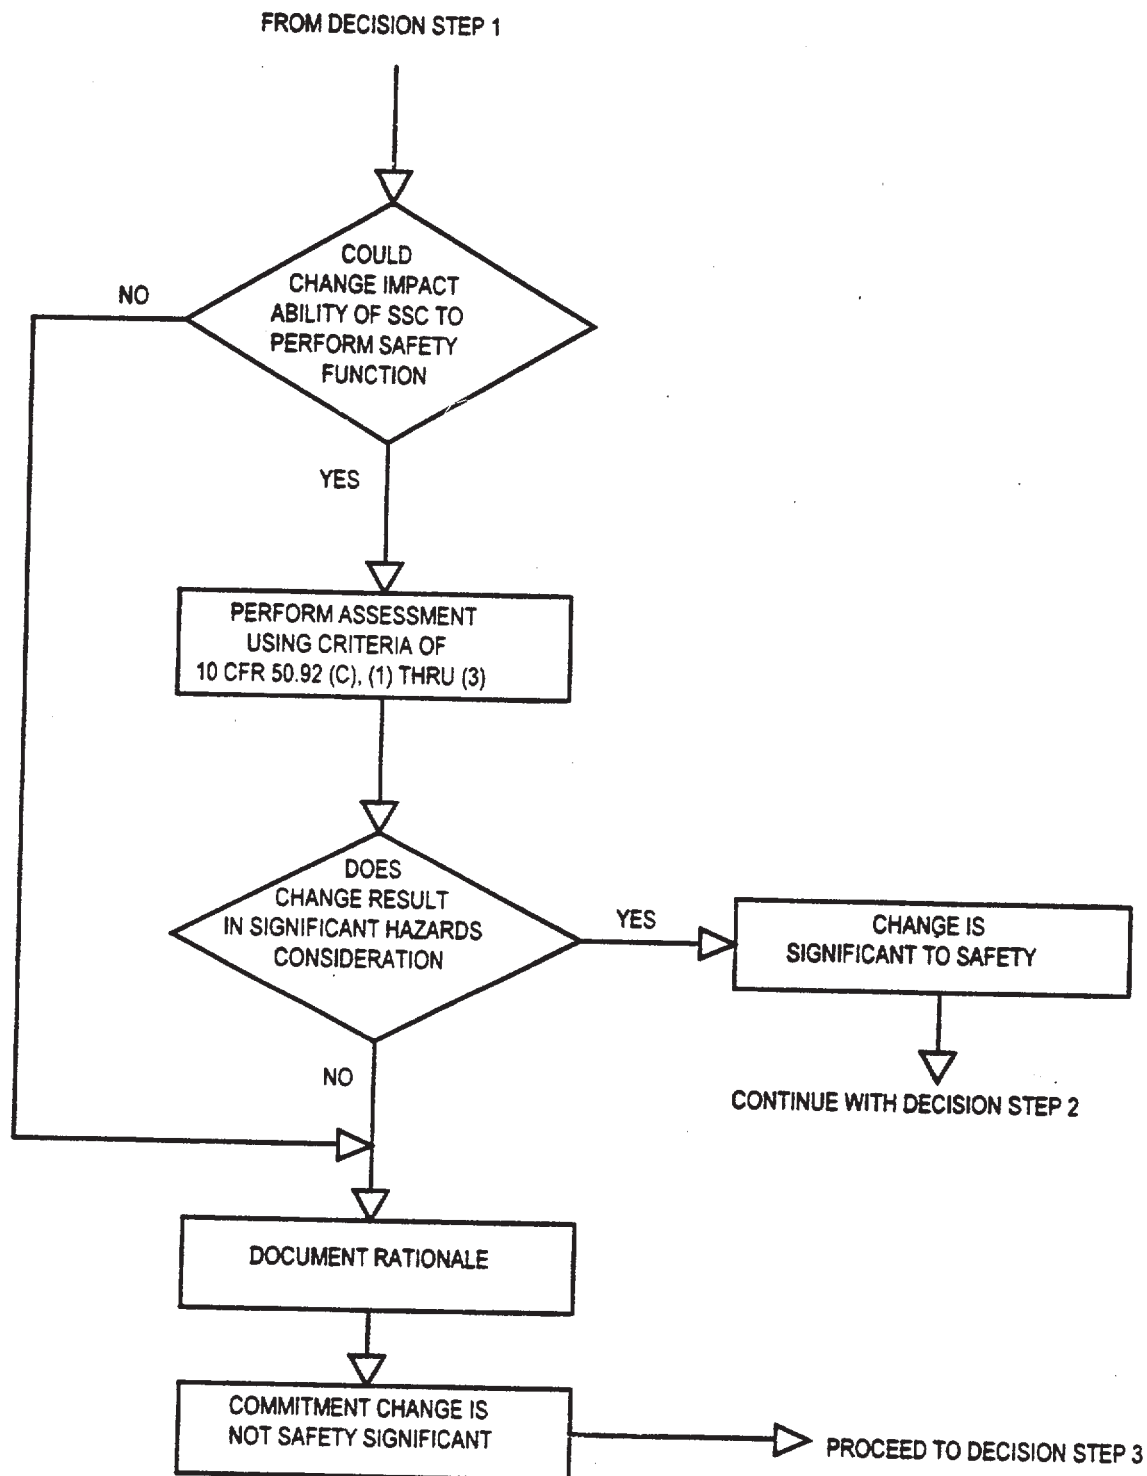 FROM DECISION STEP 1
COULD
CHANGE IMPACT
ABILITY OF SSC TO
PERFORM SAFETY
FUNCTION
NO
YES
PERFORM ASSESSMENT
USING CRITERIA OF
10 CFR 50.92 (C), (1) THRU (3)
DOES
CHANGE RESULT
IN SIGNIFICANT HAZARDS
CONSIDERATION
YES
CHANGE IS
SIGNIFICANT TO SAFETY
NO
CONTINUE WITH DECISION STEP 2
DOCUMENT RATIONALE
COMMITMENT CHANGE IS
NOT SAFETY SIGNIFICANT
PROCEED TO DECISION STEP 3